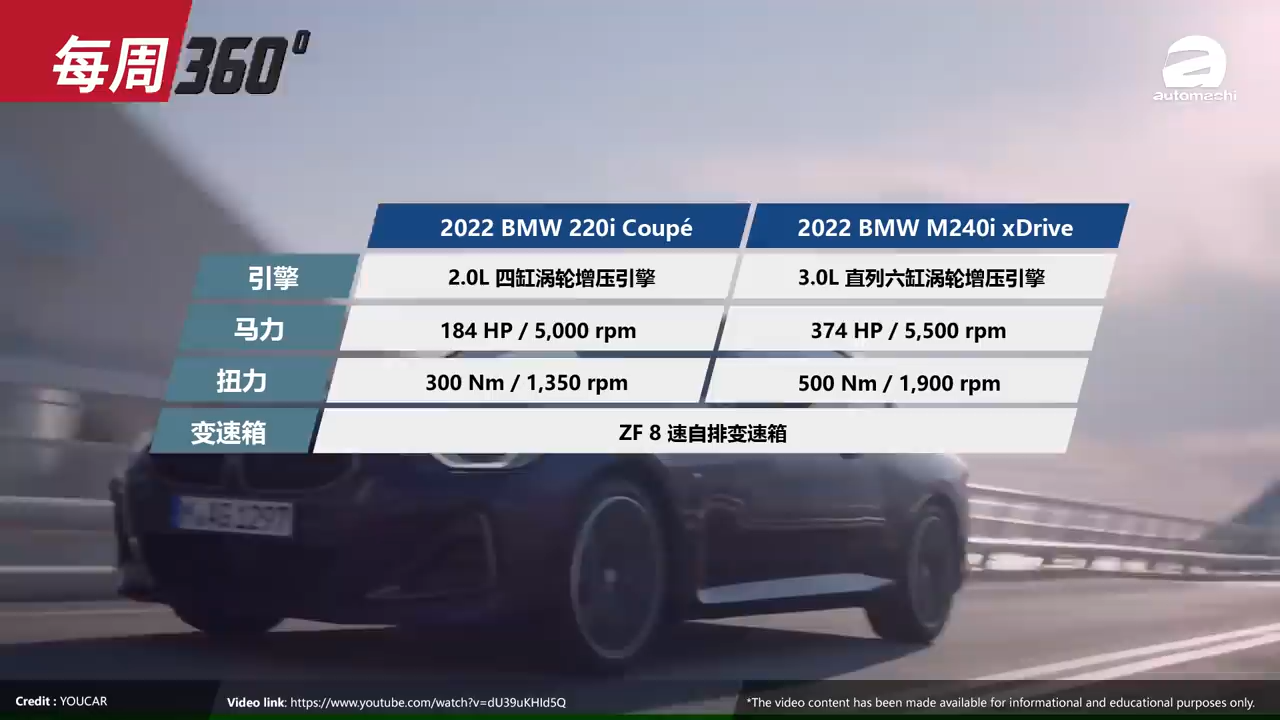 每周360°
automachi
2022 BMW 220i Coupé 2022 BMW M240i xDrive
引擎 2.0L 四缸涡轮增压引擎 3.0L 直列六缸涡轮增压引擎
马力 184 HP / 5,000 rpm 374 HP / 5,500 rpm
扭力 300 Nm / 1,350 rpm 500 Nm / 1,900 rpm
变速箱 ZF 8 速自排变速箱
Credit : YOUCAR Video link: https://www.youtube.com/watch?v=dU39uKHId5Q *The video content has been made available for informational and educational purposes only.